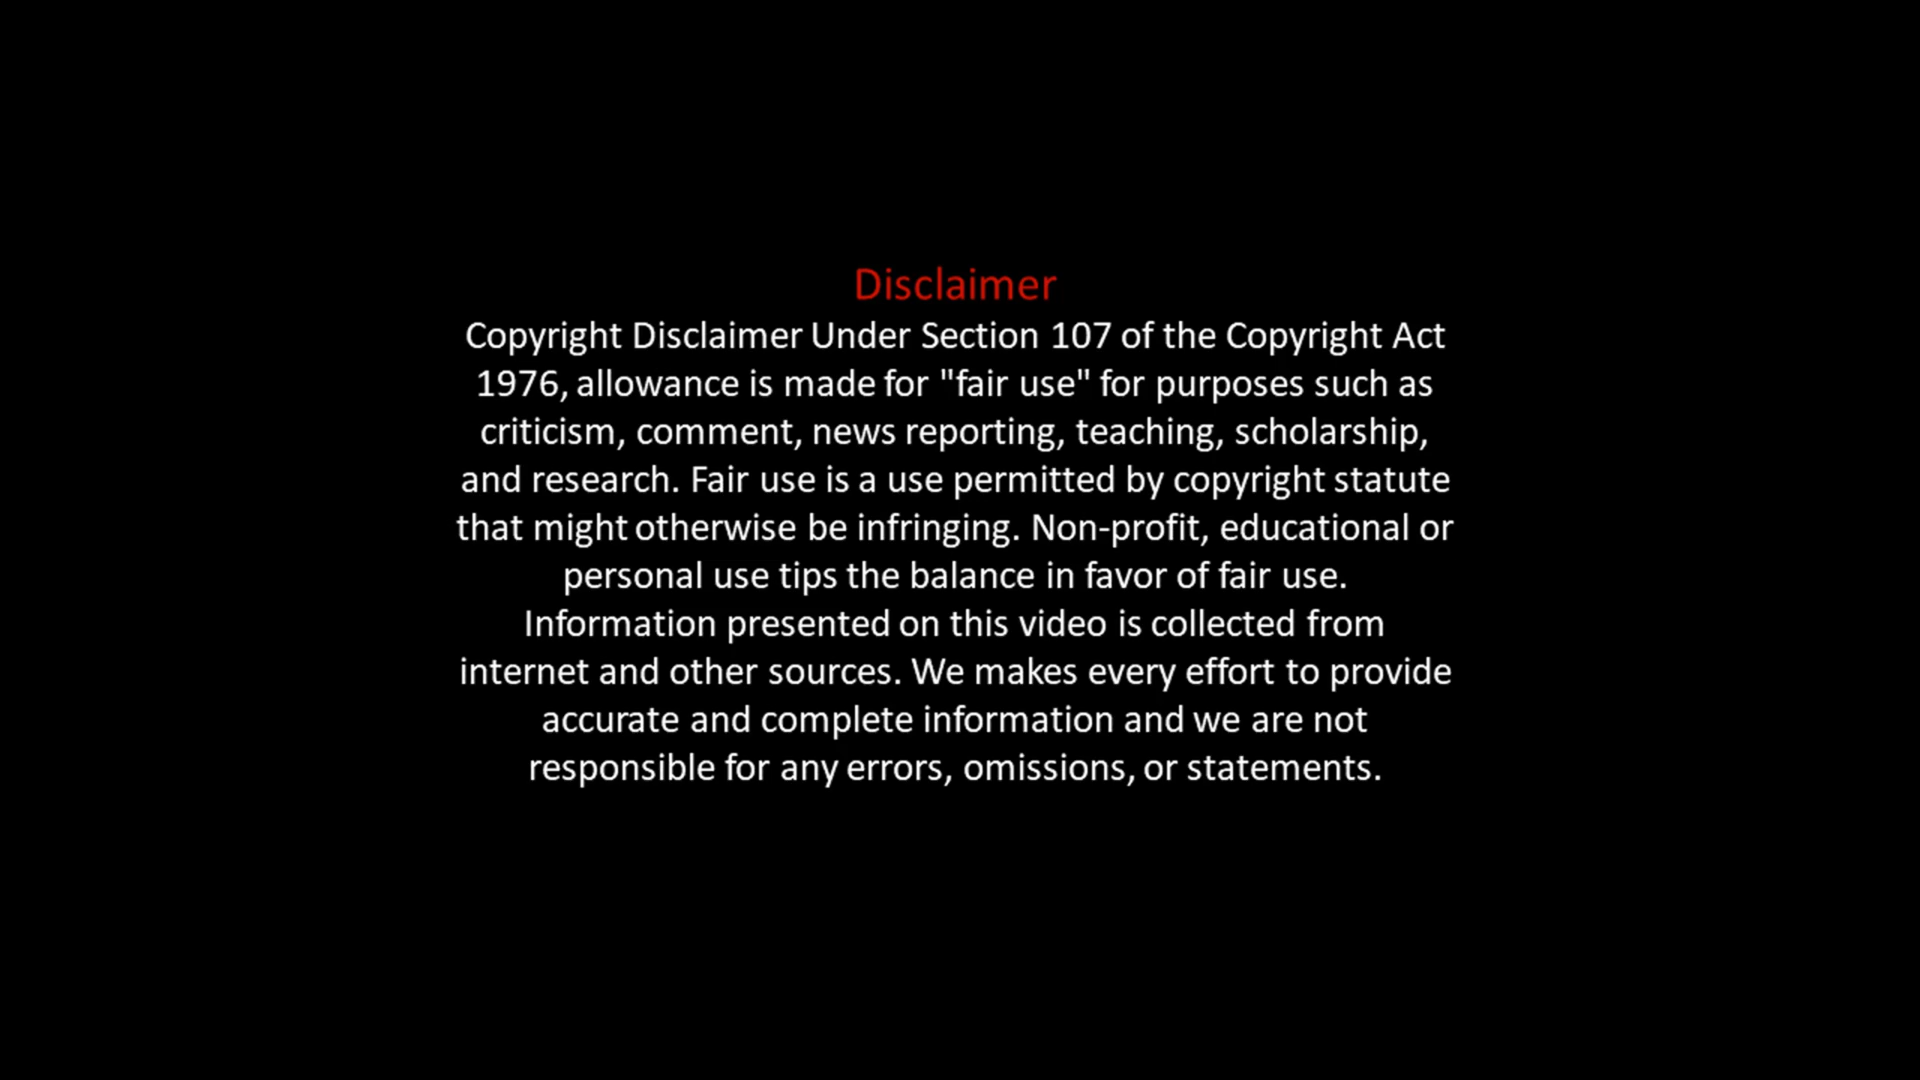 Disclaimer
Copyright Disclaimer Under Section 107 of the Copyright Act
1976, allowance is made for "fair use" for purposes such as
criticism, comment, news reporting, teaching, scholarship,
and research. Fair use is a use permitted by copyright statute
that might otherwise be infringing. Non-profit, educational or
personal use tips the balance in favor of fair use.
Information presented on this video is collected from
internet and other sources. We makes every effort to provide
accurate and complete information and we are not
responsible for any errors, omissions, or statements.